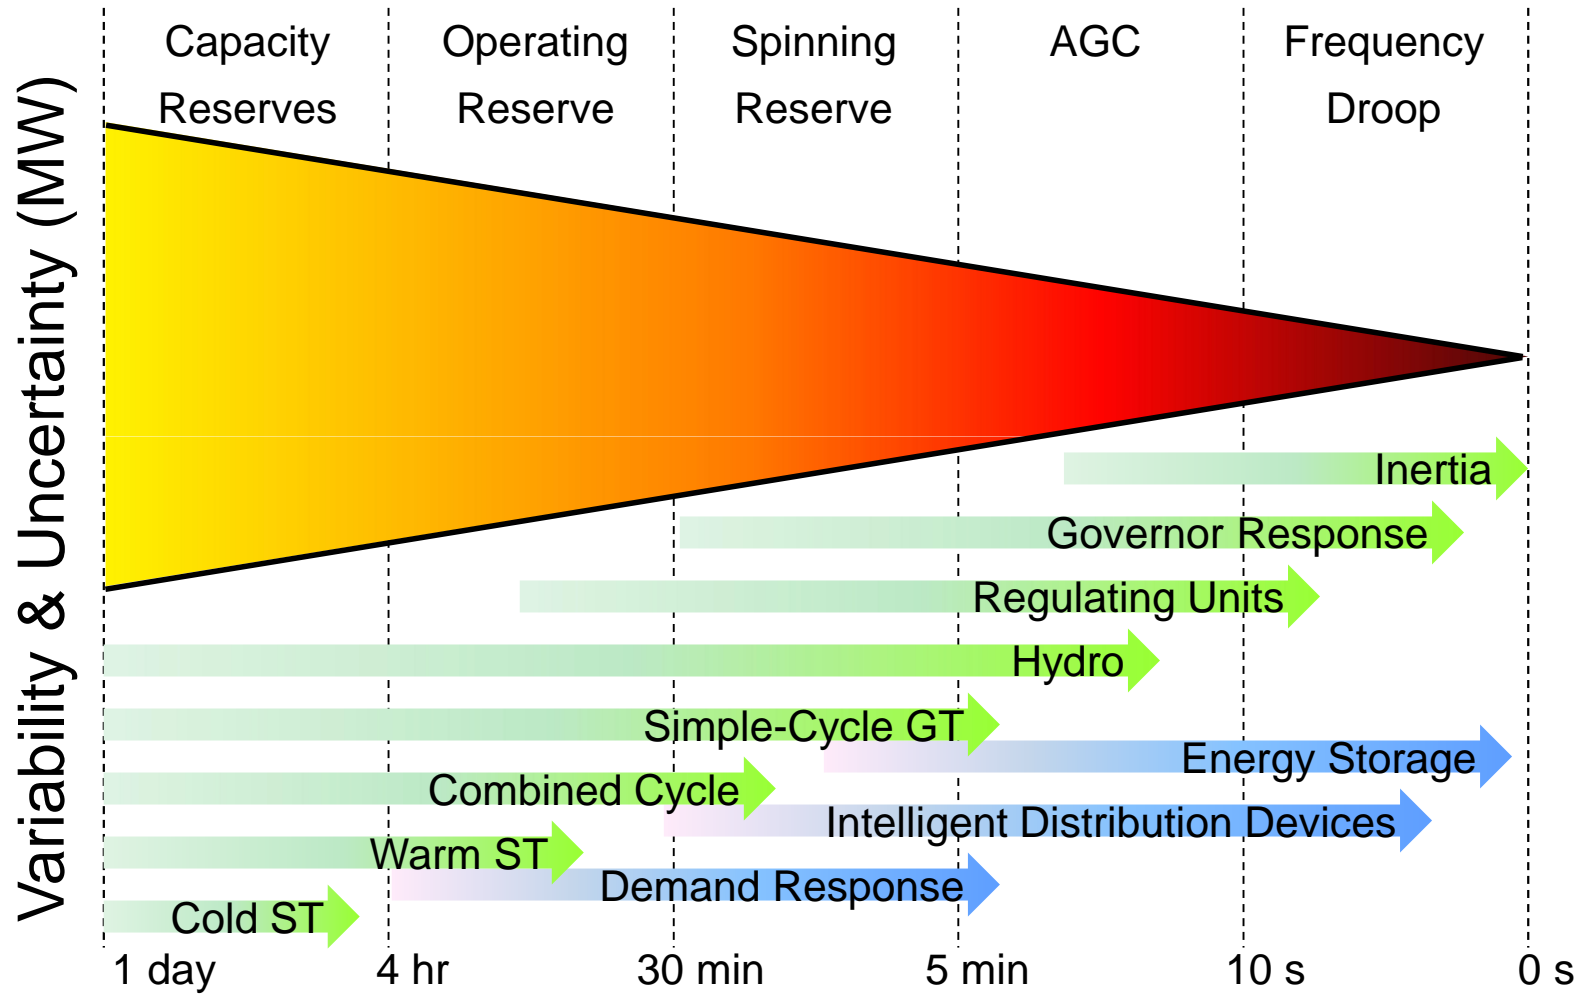 Capacity
Reserves
Operating
Reserve
Spinning
Reserve
AGC
Frequency
Droop
Variability & Uncertainty (MW)
Inertia
Governor Response
Regulating Units
Hydro
Simple-Cycle GT
Energy Storage
Combined Cycle
Intelligent Distribution Devices
Warm ST
Demand Response
Cold ST
1 day
4 hr
30 min
5 min
10 s
0 s